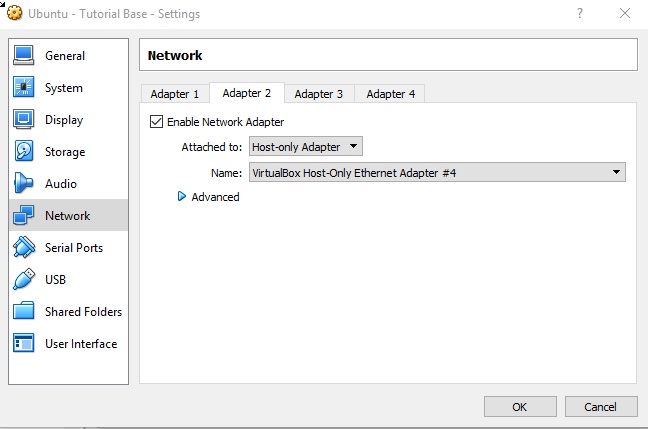 Ubuntu - Tutorial Base - Settings
?
General
System
Display
Storage
Audio
Network
Serial Ports
USB
Shared Folders
User Interface
Network
Adapter 1 Adapter 2 Adapter 3 Adapter 4
Enable Network Adapter
Attached to: Host-only Adapter
Name: VirtualBox Host-Only Ethernet Adapter #4
Advanced
OK Cancel